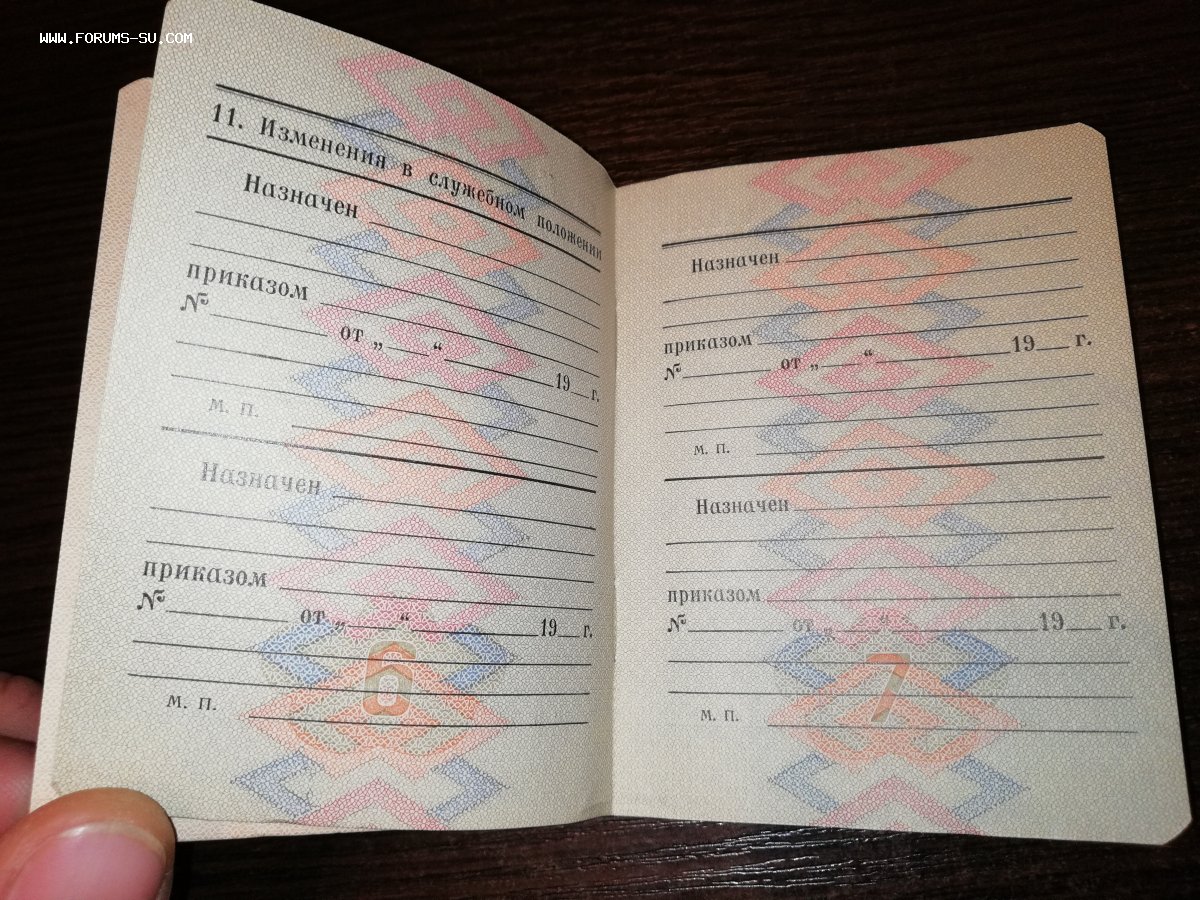 WWW.FORUMS-SU.COM
11. Изменения в служебном положении
Назначен
приказом
№ от „ “ 19 г.
м. п.
Назначен
приказом
№ от „ “ 19 г.
м. п.
6
Назначен
приказом
№ от „ “ 19 г.
м. п.
Назначен
приказом
№ от „ “ 19 г.
м. п.
7